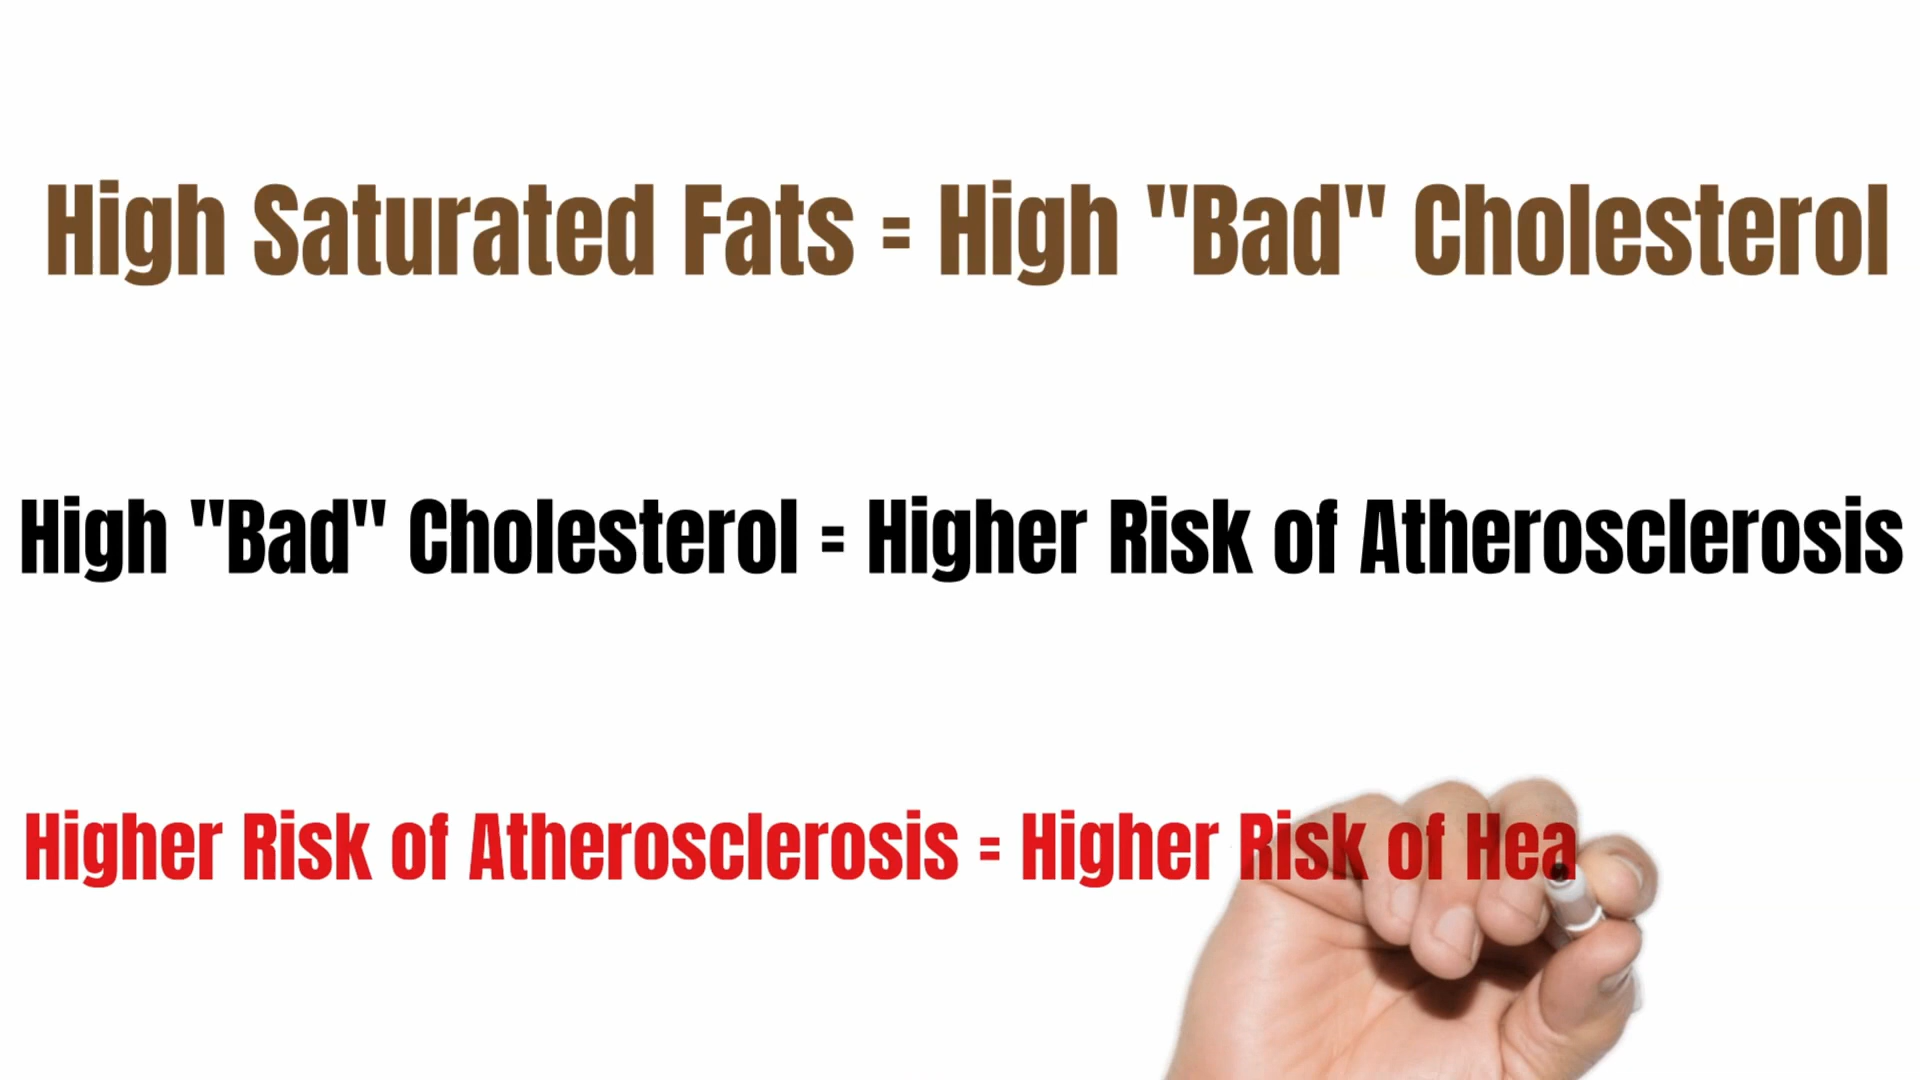 High Saturated Fats = High "Bad" Cholesterol
High "Bad" Cholesterol = Higher Risk of Atherosclerosis
Higher Risk of Atherosclerosis = Higher Risk of Hea